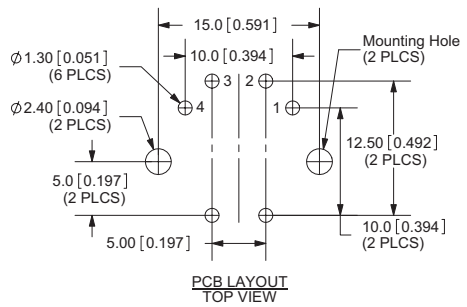 15.0 [0.591]
10.0 [0.394]
Ø1.30 [0.051]
(6 PLCS)
Mounting Hole
(2 PLCS)
3 2
4 1
Ø2.40 [0.094]
(2 PLCS)
12.50 [0.492]
(2 PLCS)
5.0 [0.197]
(2 PLCS)
10.0 [0.394]
(2 PLCS)
5.00 [0.197]
PCB LAYOUT
TOP VIEW